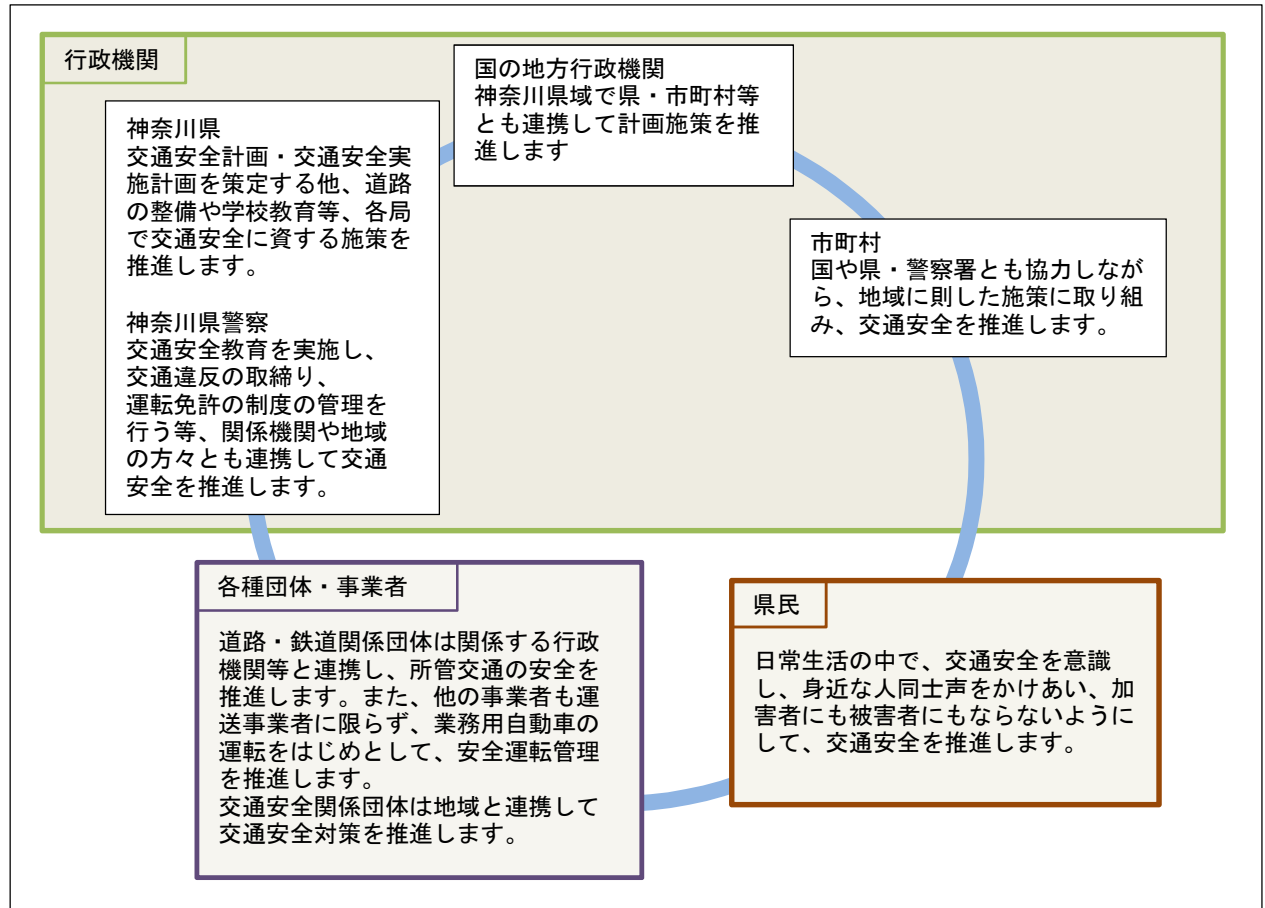 行政機関
国の地方行政機関
神奈川県域で県・市町村等
とも連携して計画施策を推
進します
神奈川県
交通安全計画・交通安全実
施計画を策定する他、道路
の整備や学校教育等、各局
で交通安全に資する施策を
推進します。
神奈川県警察
交通安全教育を実施し、
交通違反の取締り、
運転免許の制度の管理を
行う等、関係機関や地域
の方々とも連携して交通
安全を推進します。
市町村
国や県・警察署とも協力しなが
ら、地域に則した施策に取り組
み、交通安全を推進します。
各種団体・事業者
道路・鉄道関係団体は関係する行政
機関等と連携し、所管交通の安全を
推進します。また、他の事業者も運
送事業者に限らず、業務用自動車の
運転をはじめとして、安全運転管理
を推進します。
交通安全関係団体は地域と連携して
交通安全対策を推進します。
県民
日常生活の中で、交通安全を意識
し、身近な人同士声をかけあい、加
害者にも被害者にもならないように
して、交通安全を推進します。